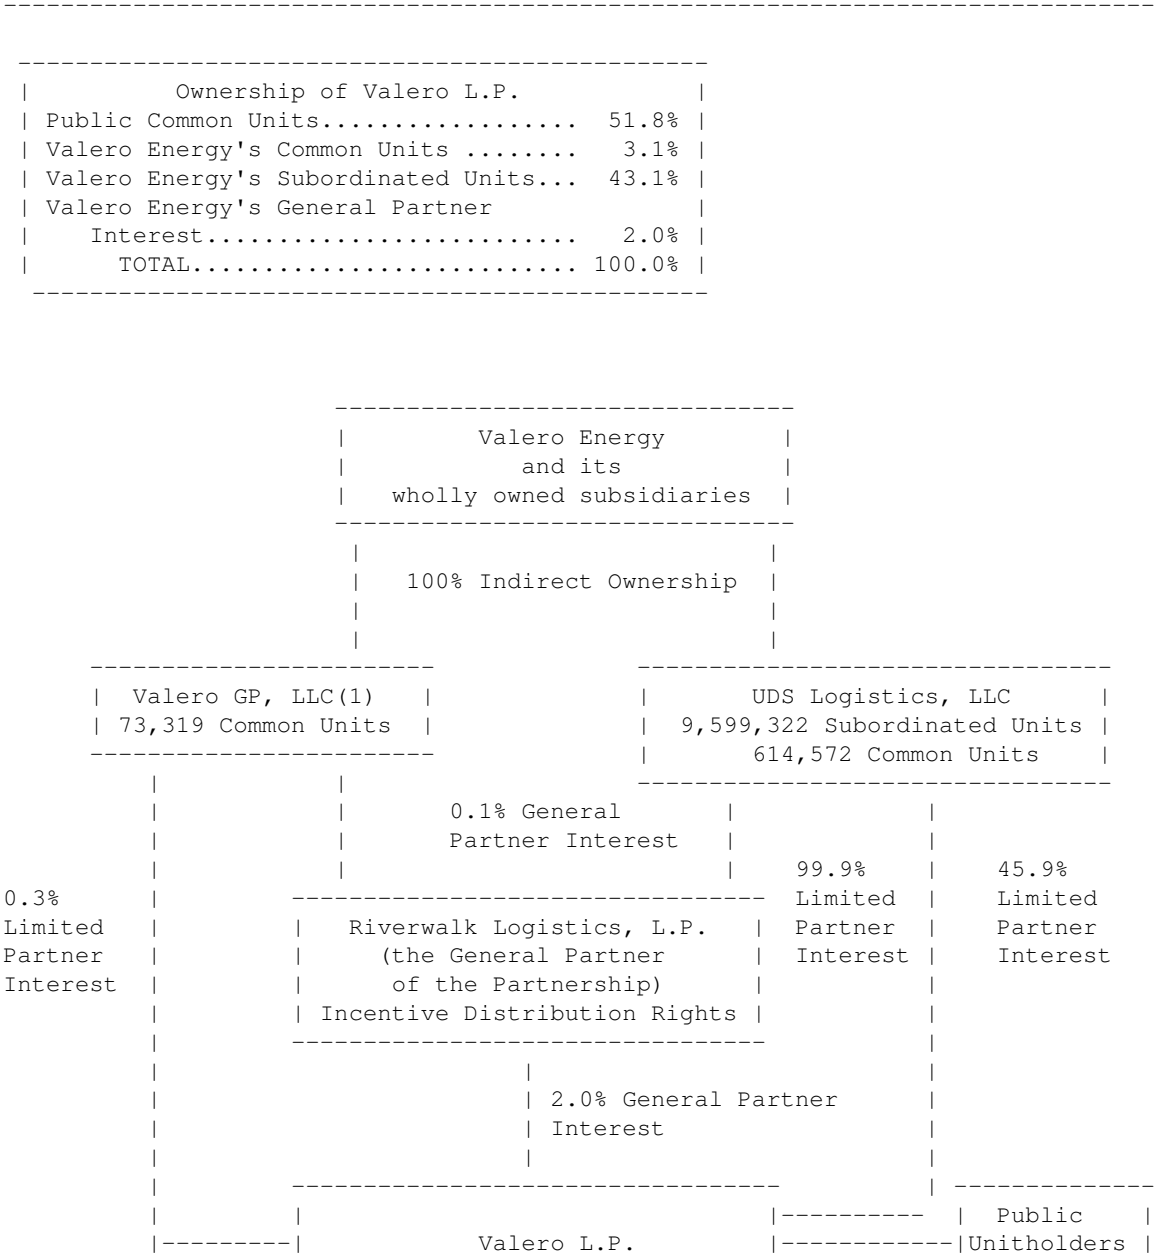 Ownership of Valero L.P.
Public Common Units.................. 51.8%
Valero Energy's Common Units ........ 3.1%
Valero Energy's Subordinated Units... 43.1%
Valero Energy's General Partner
Interest.......................... 2.0%
TOTAL........................... 100.0%
Valero Energy
and its
wholly owned subsidiaries
100% Indirect Ownership
Valero GP, LLC(1)
73,319 Common Units
UDS Logistics, LLC
9,599,322 Subordinated Units
614,572 Common Units
0.1% General
Partner Interest
0.3%
Limited
Partner
Interest
Riverwalk Logistics, L.P.
(the General Partner
of the Partnership)
Incentive Distribution Rights
99.9%
Limited
Partner
Interest
45.9%
Limited
Partner
Interest
2.0% General Partner
Interest
Valero L.P.
Public
Unitholders